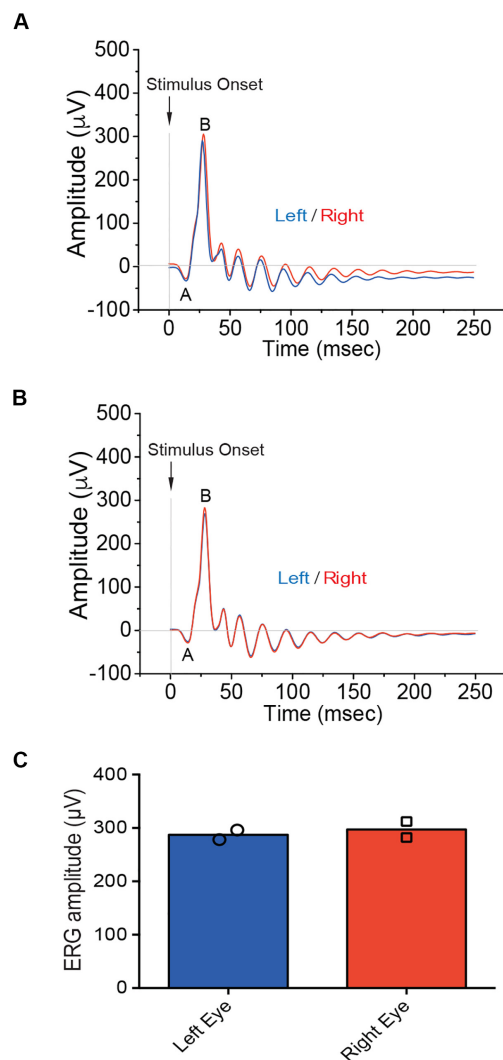 A
Amplitude (µV)
500
400
300
200
100
0
-100
Stimulus Onset
B
A
Left / Right
0 50 100 150 200 250
Time (msec)
B
Amplitude (µV)
500
400
300
200
100
0
-100
Stimulus Onset
B
A
Left / Right
0 50 100 150 200 250
Time (msec)
C
ERG amplitude (µV)
400
300
200
100
0
Left Eye
Right Eye